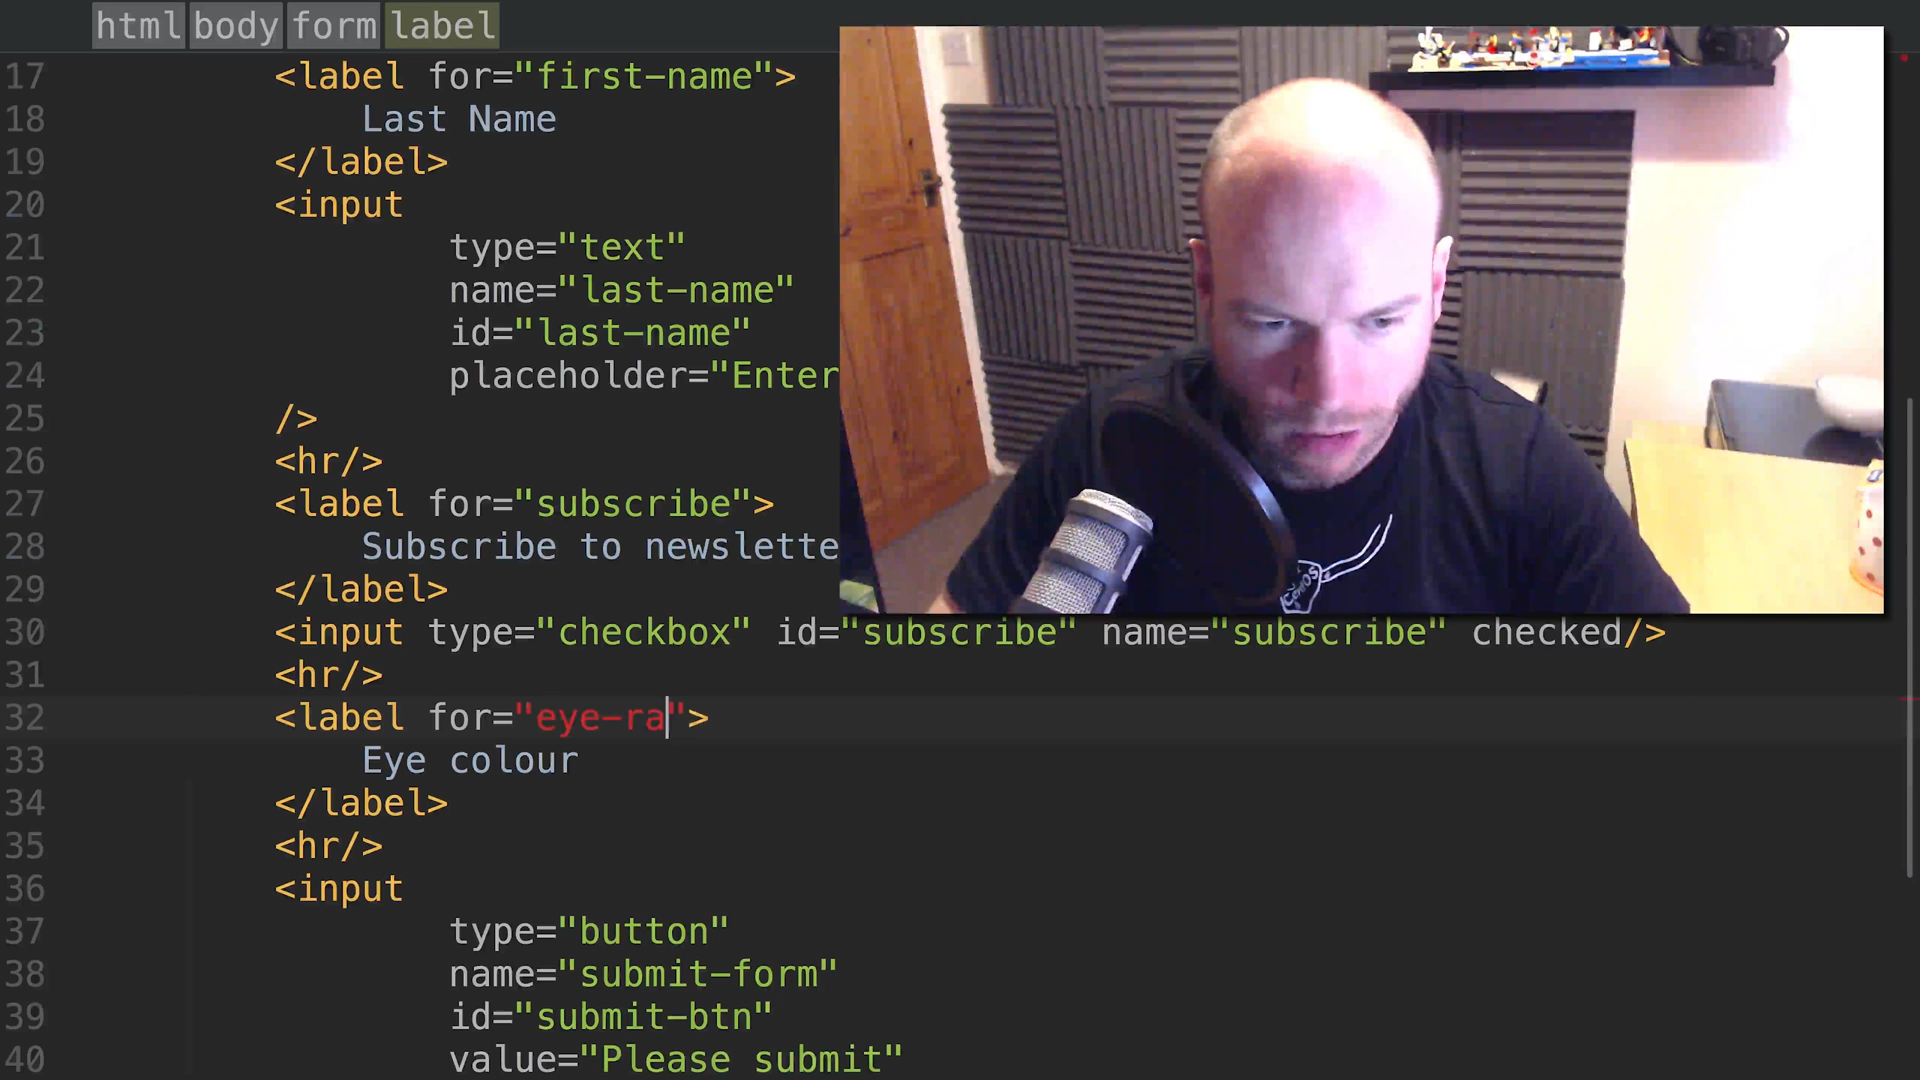 html body form label
17 <label for="first-name">
18 Last Name
19 </label>
20 <input
21 type="text"
22 name="last-name"
23 id="last-name"
24 placeholder="Enter
25 />
26 <hr/>
27 <label for="subscribe">
28 Subscribe to newslette
29 </label>
30 <input type="checkbox" id="subscribe" name="subscribe" checked/>
31 <hr/>
32 <label for="eye-ra">
33 Eye colour
34 </label>
35 <hr/>
36 <input
37 type="button"
38 name="submit-form"
39 id="submit-btn"
40 value="Please submit"
CentOS